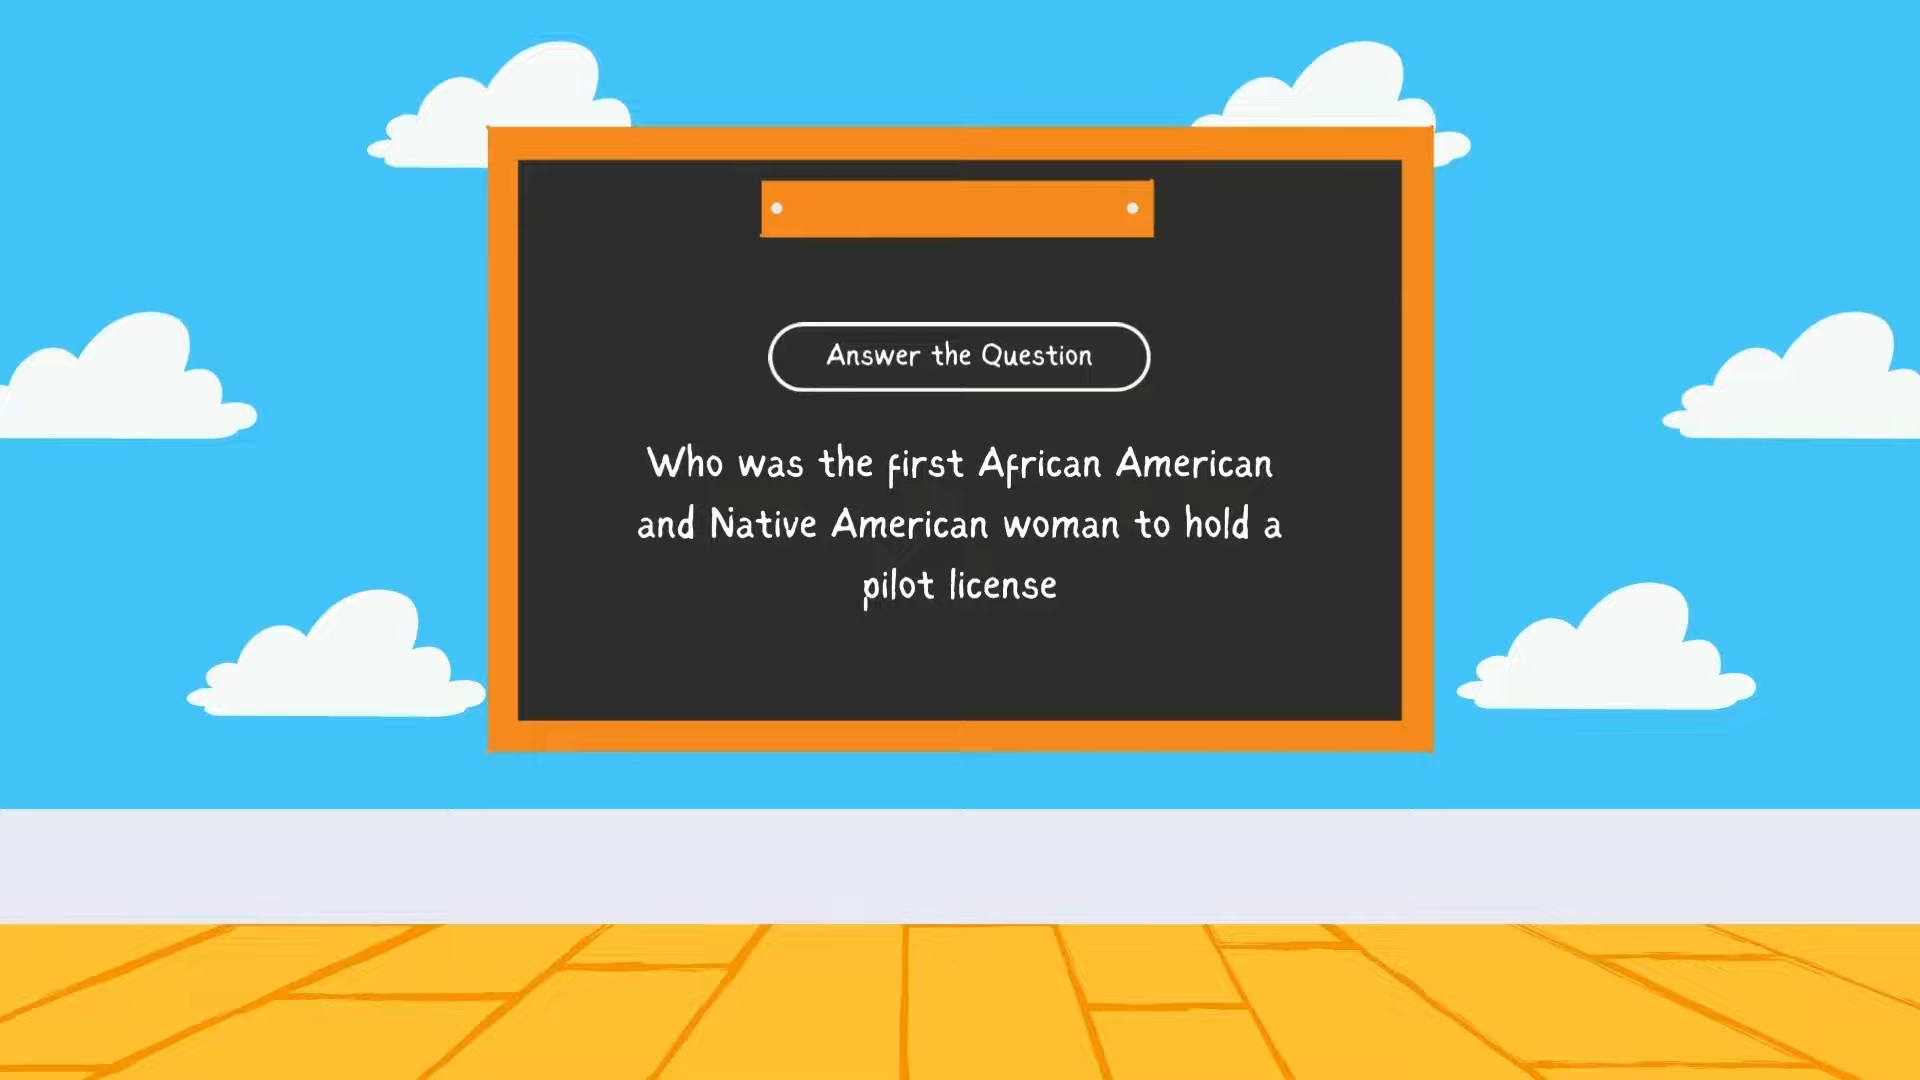 Answer the Question
Who was the first African American
and Native American woman to hold a
pilot license